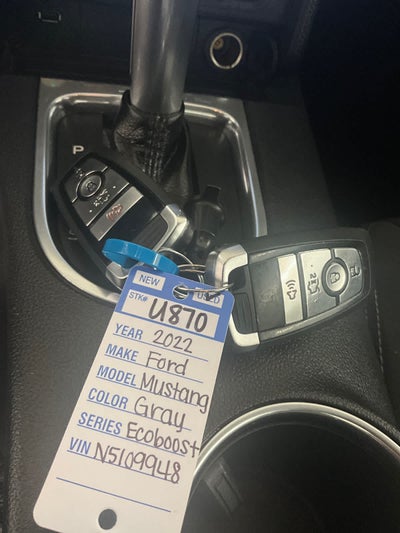 P
NEW USED
STK# U870
YEAR 2022
MAKE Ford
MODEL Mustang
COLOR Gray
SERIES Ecoboost
VIN N5109948